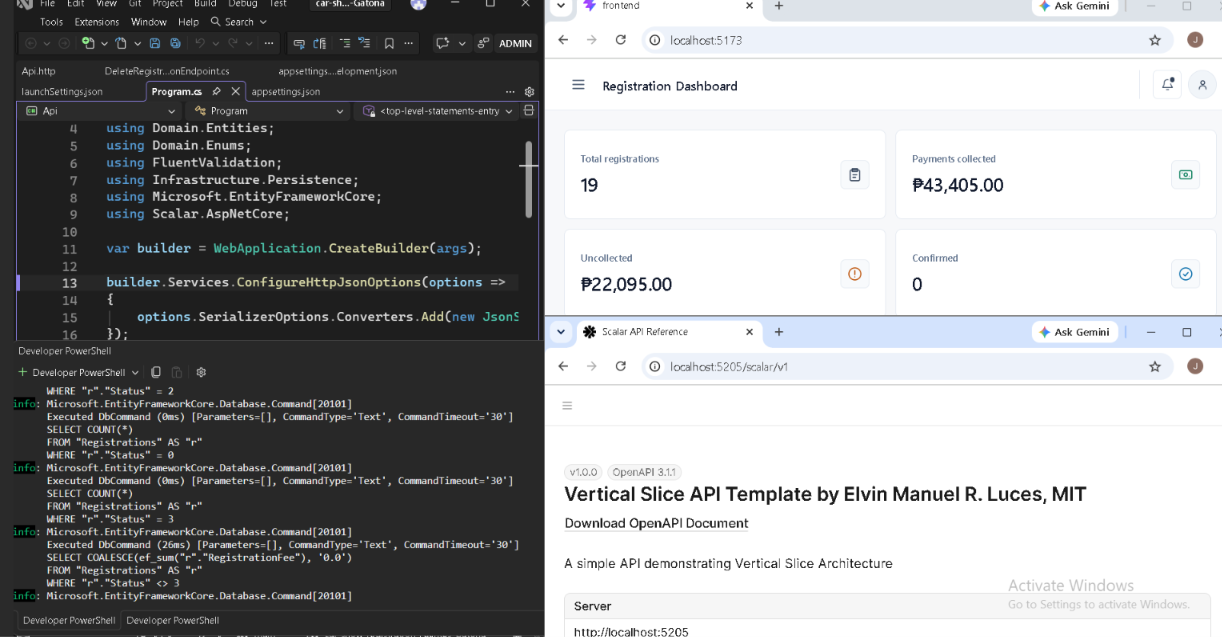 Edit View Git Project Build Debug Test car-sh...-Gatona
Tools Extensions Window Help Search
ADMIN
Api.http DeleteRegistr...onEndpoint.cs appsettings....elopment.json
launchSettings.json Program.cs appsettings.json
Api Program <top-level-statements-entry
4 using Domain.Entities;
5 using Domain.Enums;
6 using FluentValidation;
7 using Infrastructure.Persistence;
8 using Microsoft.EntityFrameworkCore;
9 using Scalar.AspNetCore;
10
11 var builder = WebApplication.CreateBuilder(args);
12
13 builder.Services.ConfigureHttpJsonOptions(options =>
14 {
15 options.SerializerOptions.Converters.Add(new JsonS
16 });
Developer PowerShell
+ Developer PowerShell
WHERE "r"."Status" = 2
info: Microsoft.EntityFrameworkCore.Database.Command[20101]
Executed DbCommand (0ms) [Parameters=[], CommandType='Text', CommandTimeout='30']
SELECT COUNT(*)
FROM "Registrations" AS "r"
WHERE "r"."Status" = 0
info: Microsoft.EntityFrameworkCore.Database.Command[20101]
Executed DbCommand (0ms) [Parameters=[], CommandType='Text', CommandTimeout='30']
SELECT COUNT(*)
FROM "Registrations" AS "r"
WHERE "r"."Status" = 3
info: Microsoft.EntityFrameworkCore.Database.Command[20101]
Executed DbCommand (26ms) [Parameters=[], CommandType='Text', CommandTimeout='30']
SELECT COALESCE(ef_sum("r"."RegistrationFee"), '0.0')
FROM "Registrations" AS "r"
WHERE "r"."Status" <> 3
info: Microsoft.EntityFrameworkCore.Database.Command[20101]
Developer PowerShell Developer PowerShell
frontend
Ask Gemini
localhost:5173
J
Registration Dashboard
Total registrations
19
Payments collected
₱43,405.00
Uncollected
₱22,095.00
Confirmed
0
Scalar API Reference
Ask Gemini
localhost:5205/scalar/v1
J
v1.0.0 OpenAPI 3.1.1
Vertical Slice API Template by Elvin Manuel R. Luces, MIT
Download OpenAPI Document
A simple API demonstrating Vertical Slice Architecture
Activate Windows
Go to Settings to activate Windows.
Server
http://localhost:5205